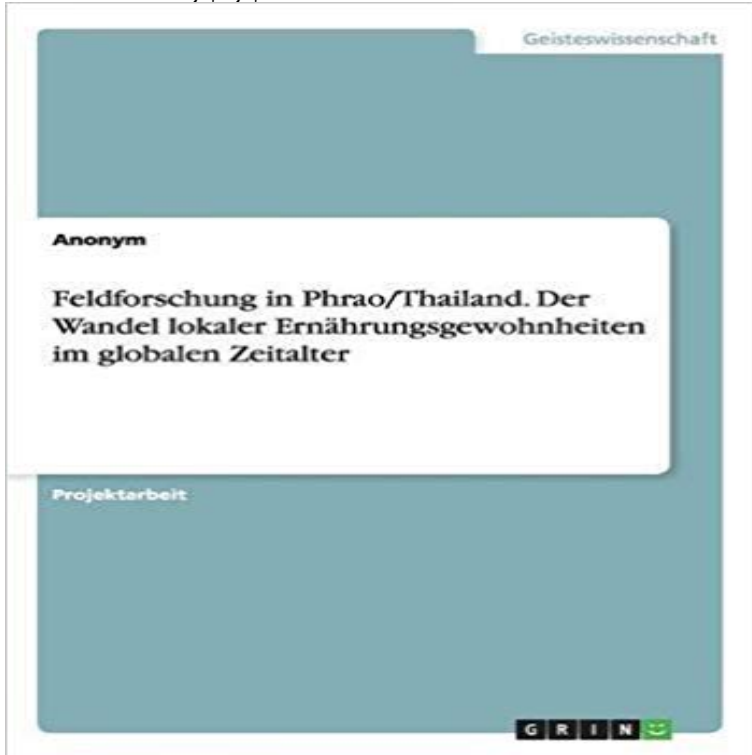 Geisteswissenschaft
Anonym
Feldforschung in Phrao/Thailand. Der
Wandel lokaler Ernährungsgewohnheiten
im globalen Zeitalter
Projektarbeit
GRIN